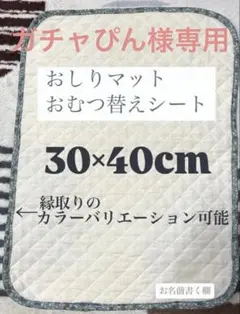 ガチャぴん様専用
おしりマット
おむつ替えシート
30×40cm
←縁取りの
カラーバリエーション可能
お名前書く欄